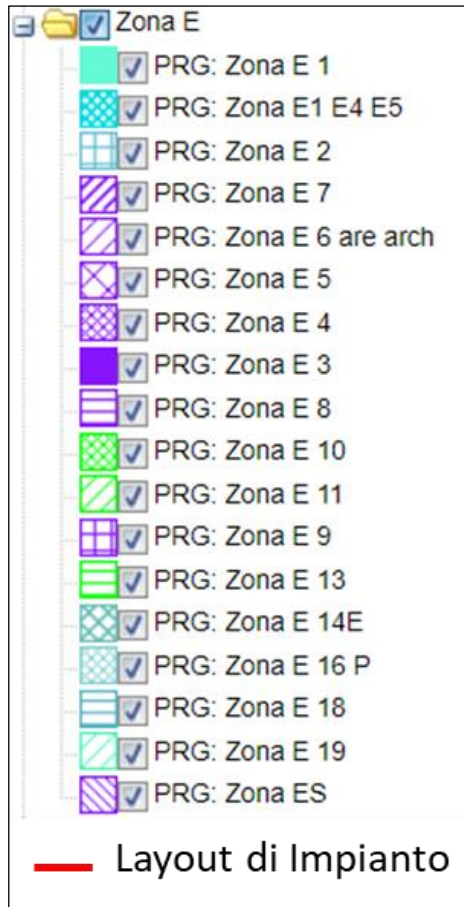 Zona E
PRG: Zona E 1
PRG: Zona E1 E4 E5
PRG: Zona E 2
PRG: Zona E 7
PRG: Zona E 6 are arch
PRG: Zona E 5
PRG: Zona E 4
PRG: Zona E 3
PRG: Zona E 8
PRG: Zona E 10
PRG: Zona E 11
PRG: Zona E 9
PRG: Zona E 13
PRG: Zona E 14E
PRG: Zona E 16 P
PRG: Zona E 18
PRG: Zona E 19
PRG: Zona ES
Layout di Impianto